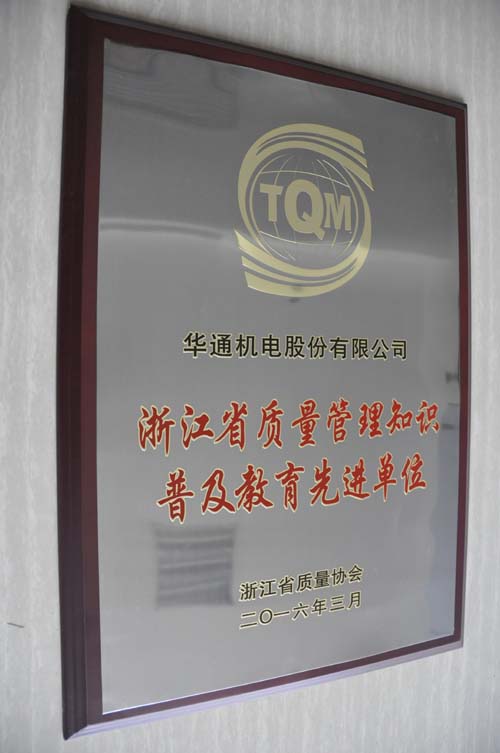 TQM
华通机电股份有限公司
浙江省质量管理知识
普及教育先进单位
浙江省质量协会
二〇一六年三月